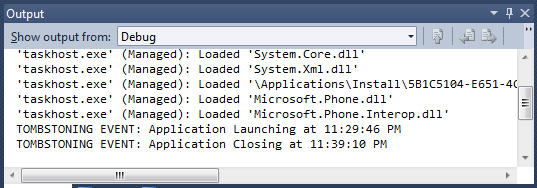 Output
Show output from: Debug
'taskhost.exe' (Managed): Loaded 'System.Core.dll'
'taskhost.exe' (Managed): Loaded 'System.Xml.dll'
'taskhost.exe' (Managed): Loaded '\Applications\Install\5B1C5104-E651-4C
'taskhost.exe' (Managed): Loaded 'Microsoft.Phone.dll'
'taskhost.exe' (Managed): Loaded 'Microsoft.Phone.Interop.dll'
TOMBSTONING EVENT: Application Launching at 11:29:46 PM
TOMBSTONING EVENT: Application Closing at 11:39:10 PM